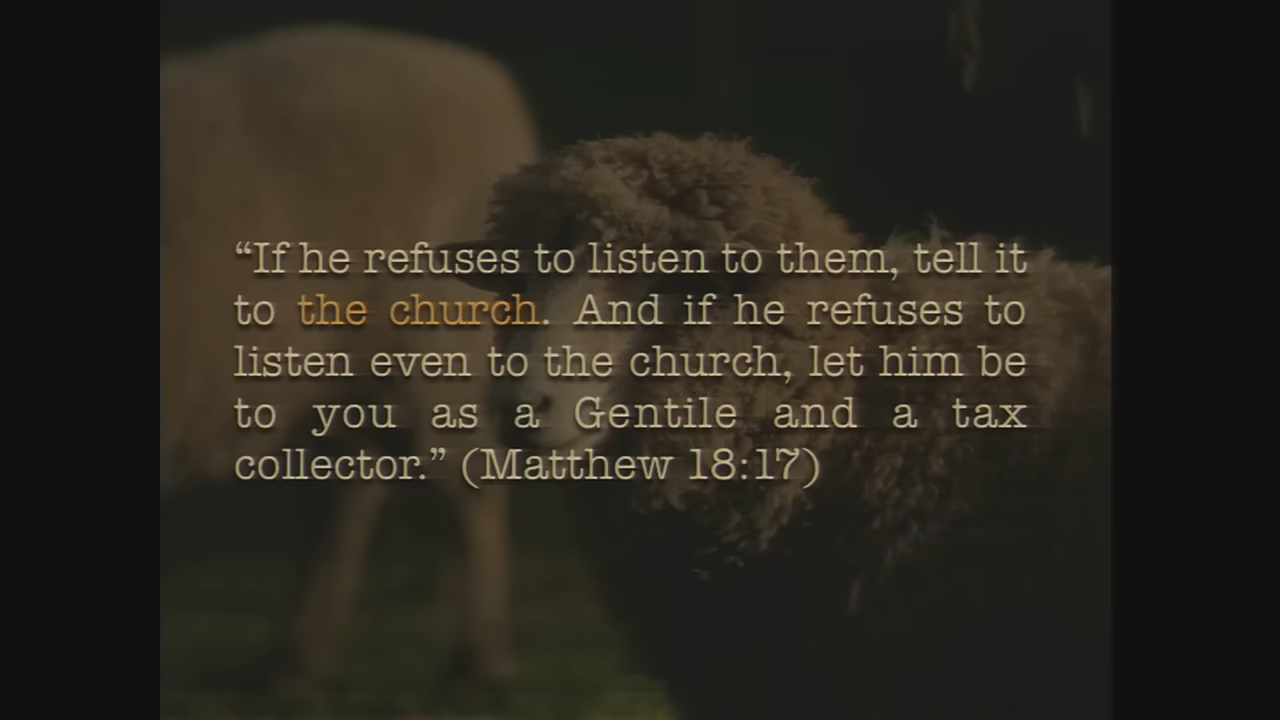 “If he refuses to listen to them, tell it
to the church. And if he refuses to
listen even to the church, let him be
to you as a Gentile and a tax
collector.” (Matthew 18:17)